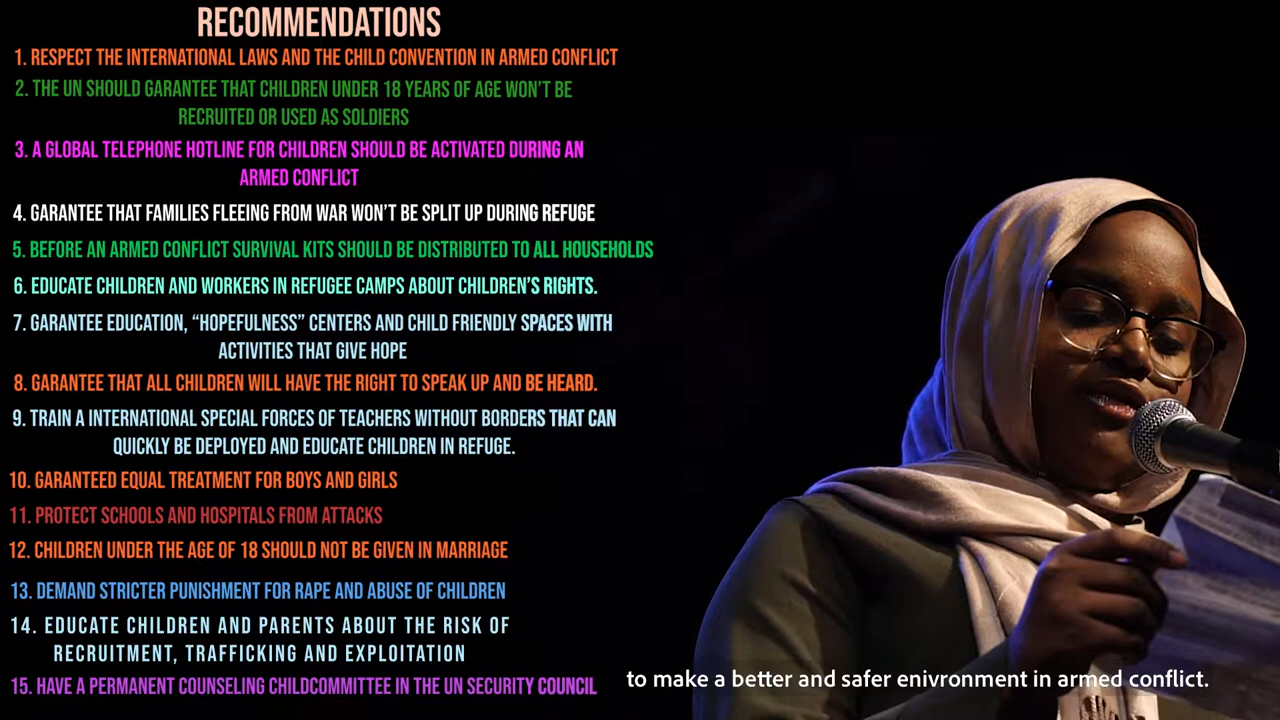 RECOMMENDATIONS
1. RESPECT THE INTERNATIONAL LAWS AND THE CHILD CONVENTION IN ARMED CONFLICT
2. THE UN SHOULD GARANTEE THAT CHILDREN UNDER 18 YEARS OF AGE WON'T BE
RECRUITED OR USED AS SOLDIERS
3. A GLOBAL TELEPHONE HOTLINE FOR CHILDREN SHOULD BE ACTIVATED DURING AN
ARMED CONFLICT
4. GARANTEE THAT FAMILIES FLEEING FROM WAR WON'T BE SPLIT UP DURING REFUGE
5. BEFORE AN ARMED CONFLICT SURVIVAL KITS SHOULD BE DISTRIBUTED TO ALL HOUSEHOLDS
6. EDUCATE CHILDREN AND WORKERS IN REFUGEE CAMPS ABOUT CHILDREN'S RIGHTS.
7. GARANTEE EDUCATION, “HOPEFULNESS” CENTERS AND CHILD FRIENDLY SPACES WITH
ACTIVITIES THAT GIVE HOPE
8. GARANTEE THAT ALL CHILDREN WILL HAVE THE RIGHT TO SPEAK UP AND BE HEARD.
9. TRAIN A INTERNATIONAL SPECIAL FORCES OF TEACHERS WITHOUT BORDERS THAT CAN
QUICKLY BE DEPLOYED AND EDUCATE CHILDREN IN REFUGE.
10. GARANTEED EQUAL TREATMENT FOR BOYS AND GIRLS
11. PROTECT SCHOOLS AND HOSPITALS FROM ATTACKS
12. CHILDREN UNDER THE AGE OF 18 SHOULD NOT BE GIVEN IN MARRIAGE
13. DEMAND STRICTER PUNISHMENT FOR RAPE AND ABUSE OF CHILDREN
14. EDUCATE CHILDREN AND PARENTS ABOUT THE RISK OF
RECRUITMENT, TRAFFICKING AND EXPLOITATION
15. HAVE A PERMANENT COUNSELING CHILDCOMMITTEE IN THE UN SECURITY COUNCIL
to make a better and safer enivronment in armed conflict.